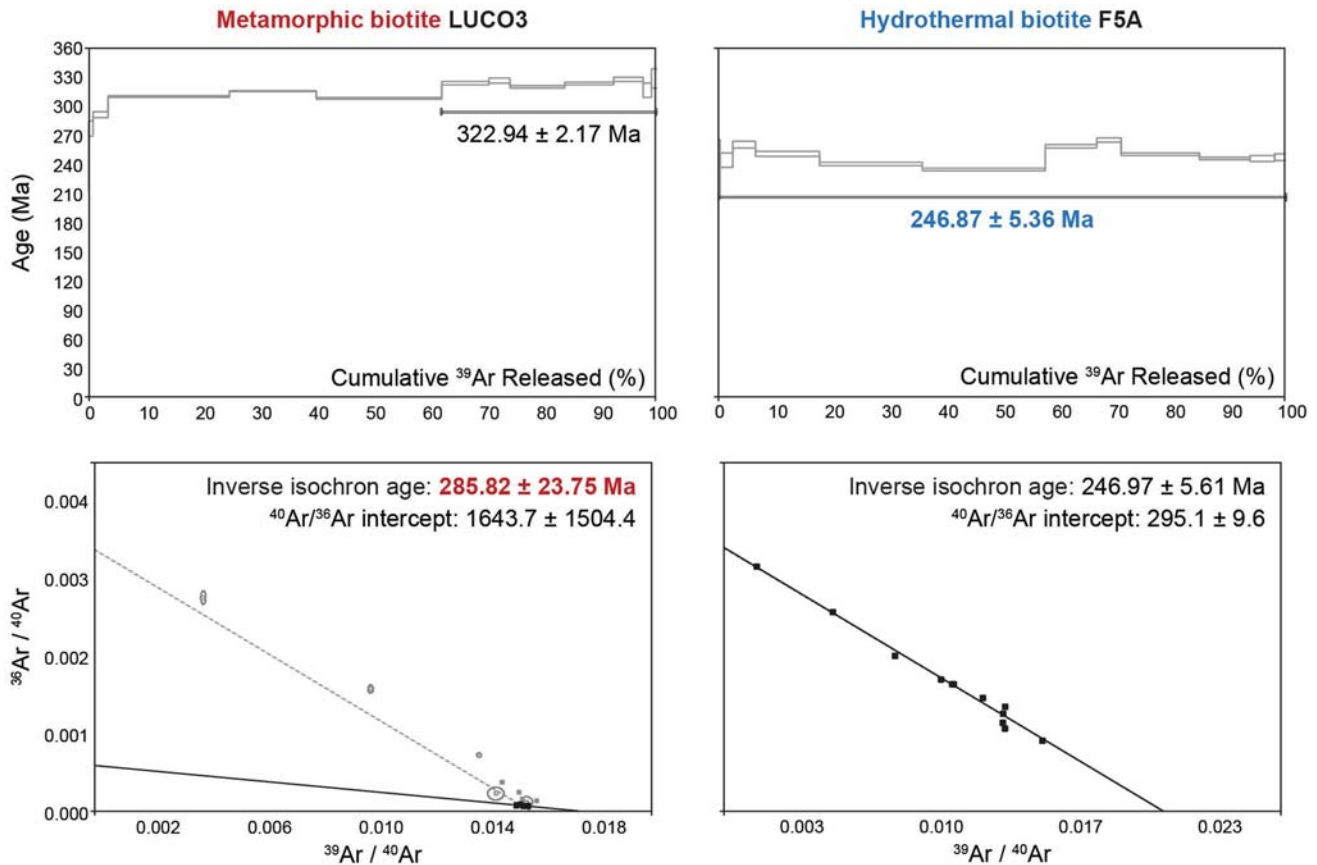 Metamorphic biotite LUCO3
Hydrothermal biotite F5A
Age (Ma)
360
330
300
270
240
210
180
150
120
90
60
30
0
322.94 ± 2.17 Ma
Cumulative ³⁹Ar Released (%)
0 10 20 30 40 50 60 70 80 90 100
246.87 ± 5.36 Ma
Cumulative ³⁹Ar Released (%)
0 10 20 30 40 50 60 70 80 90 100
Inverse isochron age: 285.82 ± 23.75 Ma
⁴⁰Ar/³⁶Ar intercept: 1643.7 ± 1504.4
³⁶Ar / ⁴⁰Ar
0.004
0.003
0.002
0.001
0.000
0.002 0.006 0.010 0.014 0.018
³⁹Ar / ⁴⁰Ar
Inverse isochron age: 246.97 ± 5.61 Ma
⁴⁰Ar/³⁶Ar intercept: 295.1 ± 9.6
0.003 0.010 0.017 0.023
³⁹Ar / ⁴⁰Ar